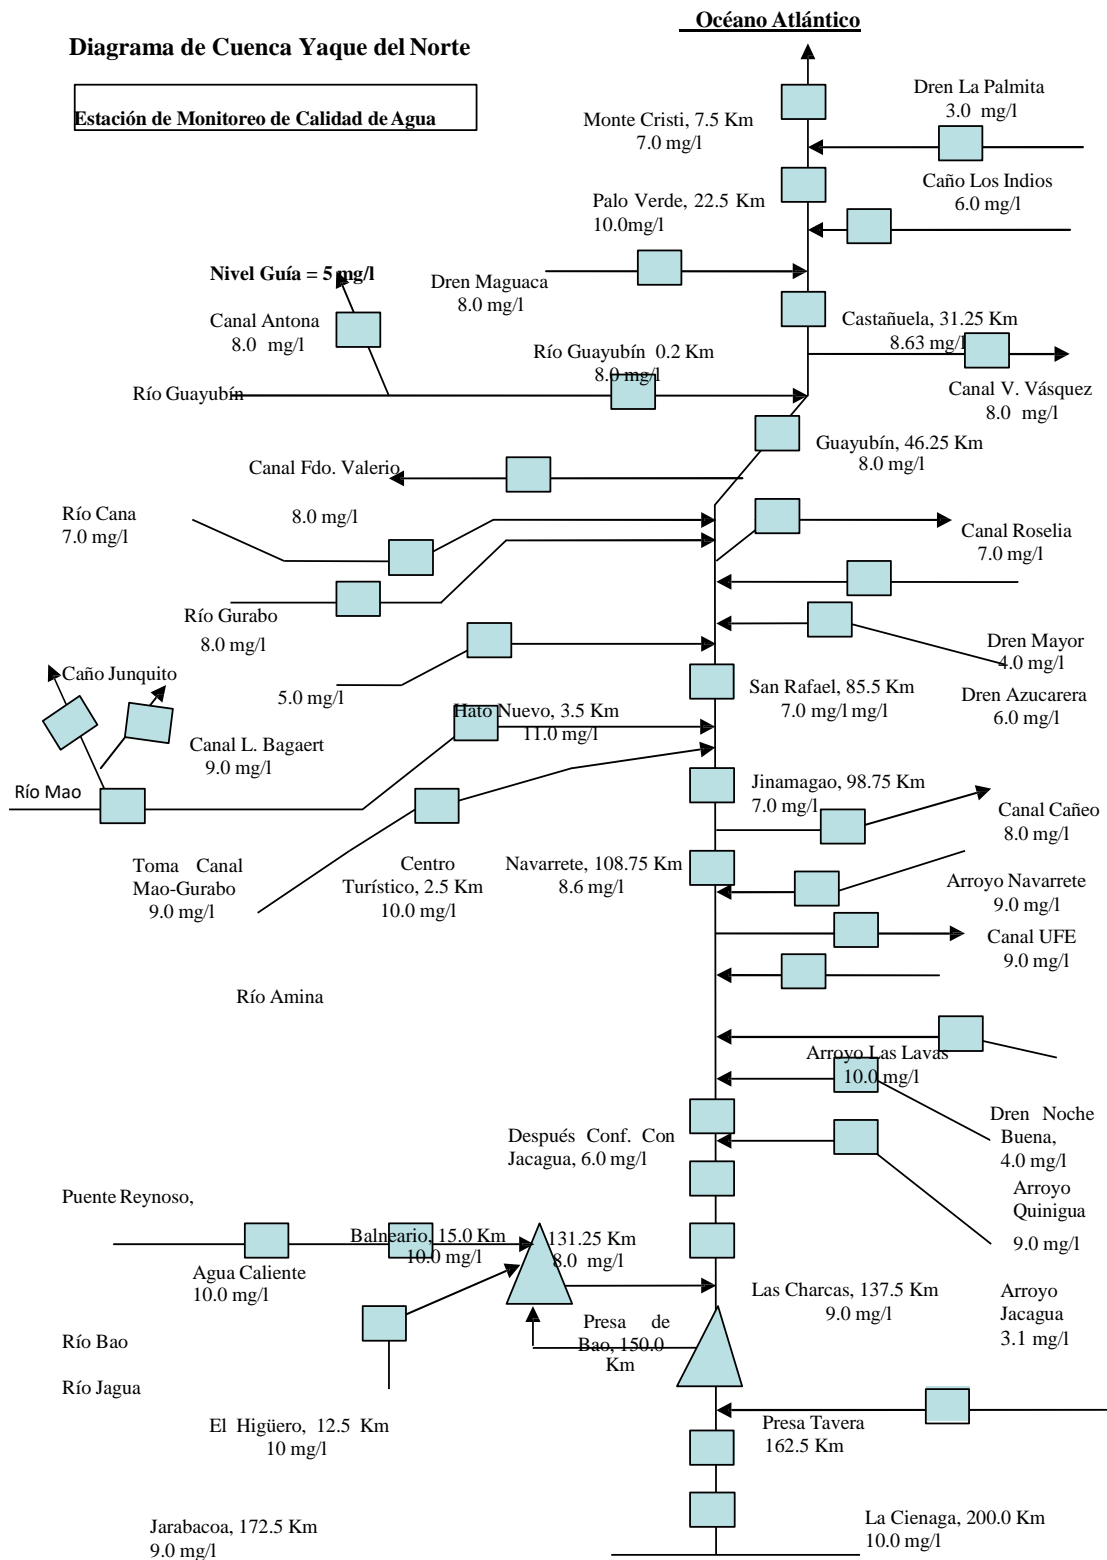 Océano Atlántico
Diagrama de Cuenca Yaque del Norte
Estación de Monitoreo de Calidad de Agua
Dren La Palmita
3.0 mg/l
Monte Cristi, 7.5 Km
7.0 mg/l
Caño Los Indios
6.0 mg/l
Palo Verde, 22.5 Km
10.0mg/l
Nivel Guía = 5 mg/l
Dren Maguaca
8.0 mg/l
Canal Antona
8.0 mg/l
Castañuela, 31.25 Km
8.63 mg/l
Río Guayubín 0.2 Km
8.0 mg/l
Río Guayubín
Canal V. Vásquez
8.0 mg/l
Guayubín, 46.25 Km
8.0 mg/l
Canal Fdo. Valerio
8.0 mg/l
Río Cana
7.0 mg/l
Canal Roselia
7.0 mg/l
Río Gurabo
8.0 mg/l
Dren Mayor
4.0 mg/l
Caño Junquito
5.0 mg/l
San Rafael, 85.5 Km
7.0 mg/l mg/l
Dren Azucarera
6.0 mg/l
Hato Nuevo, 3.5 Km
11.0 mg/l
Canal L. Bagaert
9.0 mg/l
Río Mao
Jinamagao, 98.75 Km
7.0 mg/l
Canal Cañeo
8.0 mg/l
Toma Canal
Mao-Gurabo
9.0 mg/l
Centro
Turístico, 2.5 Km
10.0 mg/l
Navarrete, 108.75 Km
8.6 mg/l
Arroyo Navarrete
9.0 mg/l
Canal UFE
9.0 mg/l
Río Amina
Arroyo Las Lavas
10.0 mg/l
Dren Noche
Buena,
4.0 mg/l
Después Conf. Con
Jacagua, 6.0 mg/l
Arroyo
Quinigua
9.0 mg/l
Puente Reynoso,
Balneario, 15.0 Km
10.0 mg/l
131.25 Km
8.0 mg/l
Agua Caliente
10.0 mg/l
Las Charcas, 137.5 Km
9.0 mg/l
Arroyo
Jacagua
3.1 mg/l
Presa de
Bao, 150.0
Km
Río Bao
Río Jagua
El Higüero, 12.5 Km
10 mg/l
Presa Tavera
162.5 Km
Jarabacoa, 172.5 Km
9.0 mg/l
La Cienaga, 200.0 Km
10.0 mg/l